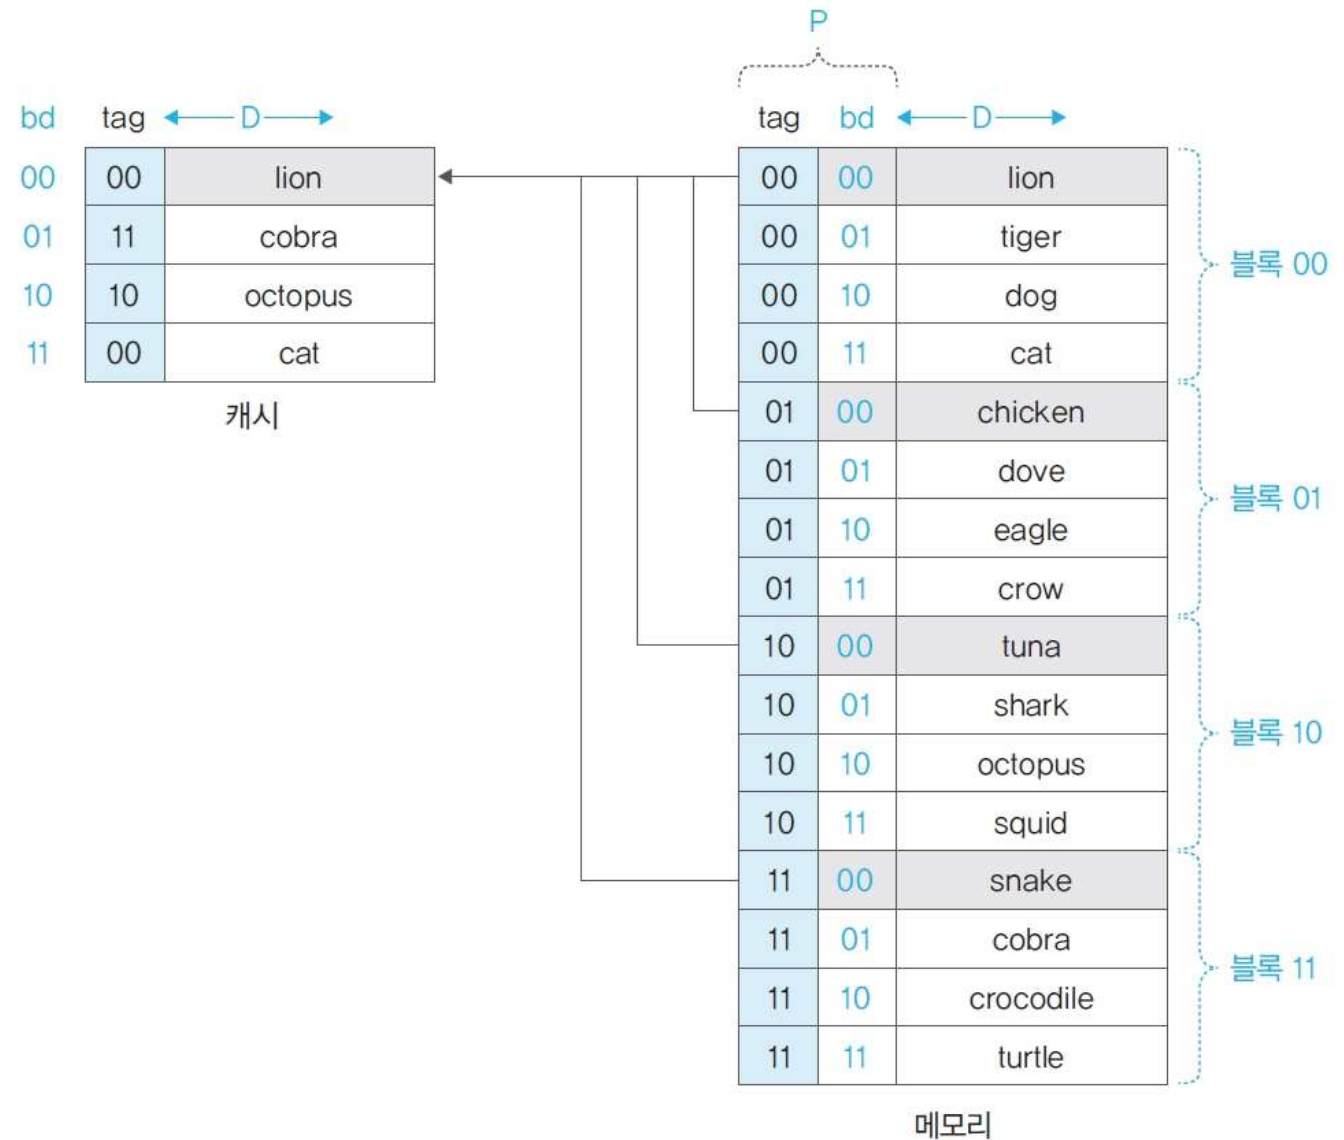 P
bd tag D
tag bd D
00 00 lion
01 11 cobra
10 10 octopus
11 00 cat
캐시
00 00 lion
00 01 tiger
00 10 dog
00 11 cat
블록 00
01 00 chicken
01 01 dove
01 10 eagle
01 11 crow
블록 01
10 00 tuna
10 01 shark
10 10 octopus
10 11 squid
블록 10
11 00 snake
11 01 cobra
11 10 crocodile
11 11 turtle
블록 11
메모리